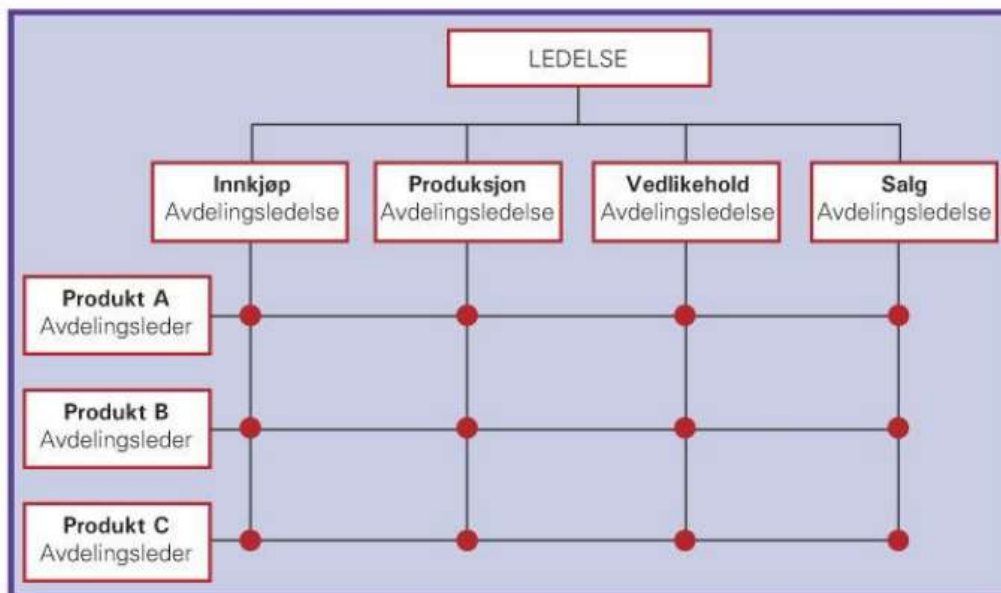 LEDELSE
Innkjøp
Avdelingsledelse
Produksjon
Avdelingsledelse
Vedlikehold
Avdelingsledelse
Salg
Avdelingsledelse
Produkt A
Avdelingsleder
Produkt B
Avdelingsleder
Produkt C
Avdelingsleder